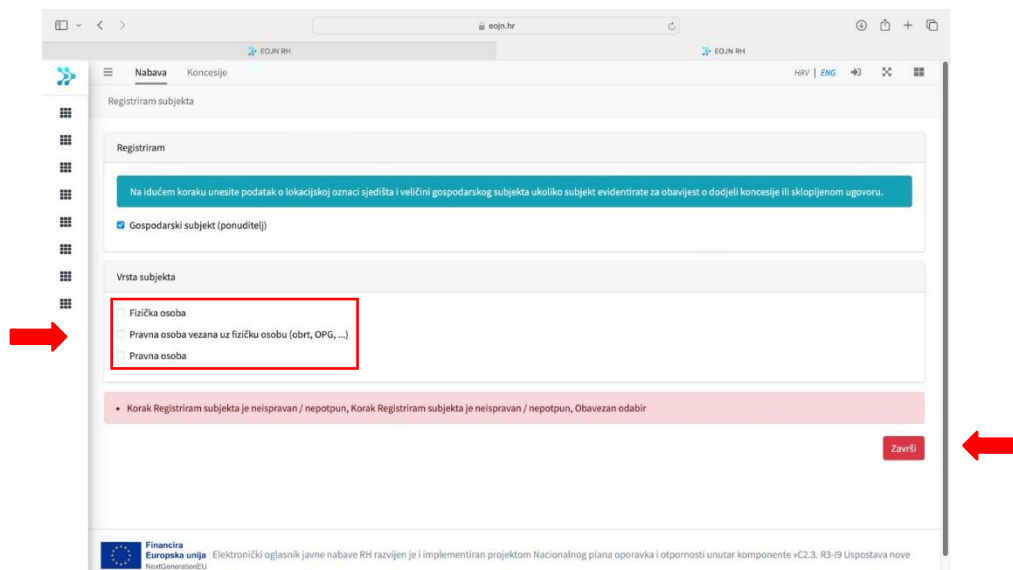 eojn.hr
EOJN RH
EOJN RH
Nabava Koncesije HRV | ENG
Registriram subjekta
Registriram
Na idućem koraku unesite podatak o lokacijskoj oznaci sjedišta i veličini gospodarskog subjekta ukoliko subjekt evidentirate za obavijest o dodjeli koncesije ili sklopljenom ugovoru.
Gospodarski subjekt (ponuditelj)
Vrsta subjekta
Fizička osoba
Pravna osoba vezana uz fizičku osobu (obrt, OPG, ...)
Pravna osoba
• Korak Registriram subjekta je neispravan / nepotpun, Korak Registriram subjekta je neispravan / nepotpun, Obavezan odabir
Završi
Financira
Europska unija
NextGenerationEU
Elektronički oglasnik javne nabave RH razvijen je i implementiran projektom Nacionalnog plana oporavka i otpornosti unutar komponente »C2.3. R3-I9 Uspostava nove